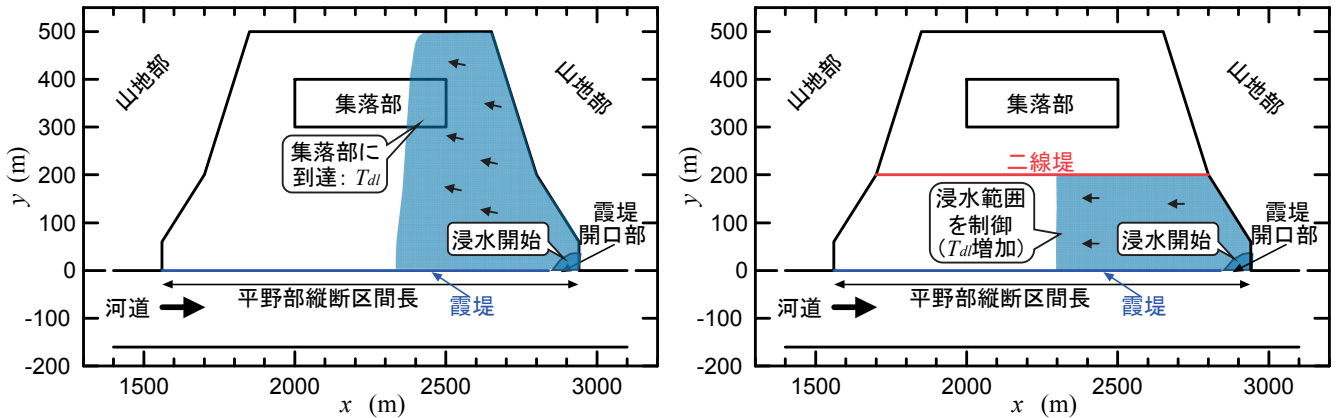 500
400
300
200
100
0
-100
-200
y (m)
山地部
山地部
集落部
集落部に
到達: Tdl
浸水開始
霞堤
開口部
平野部縦断区間長
河道
霞堤
1500
2000
2500
3000
x (m)
500
400
300
200
100
0
-100
-200
y (m)
山地部
山地部
集落部
二線堤
浸水範囲
を制御
(Tdl増加)
浸水開始
霞堤
開口部
平野部縦断区間長
河道
霞堤
1500
2000
2500
3000
x (m)